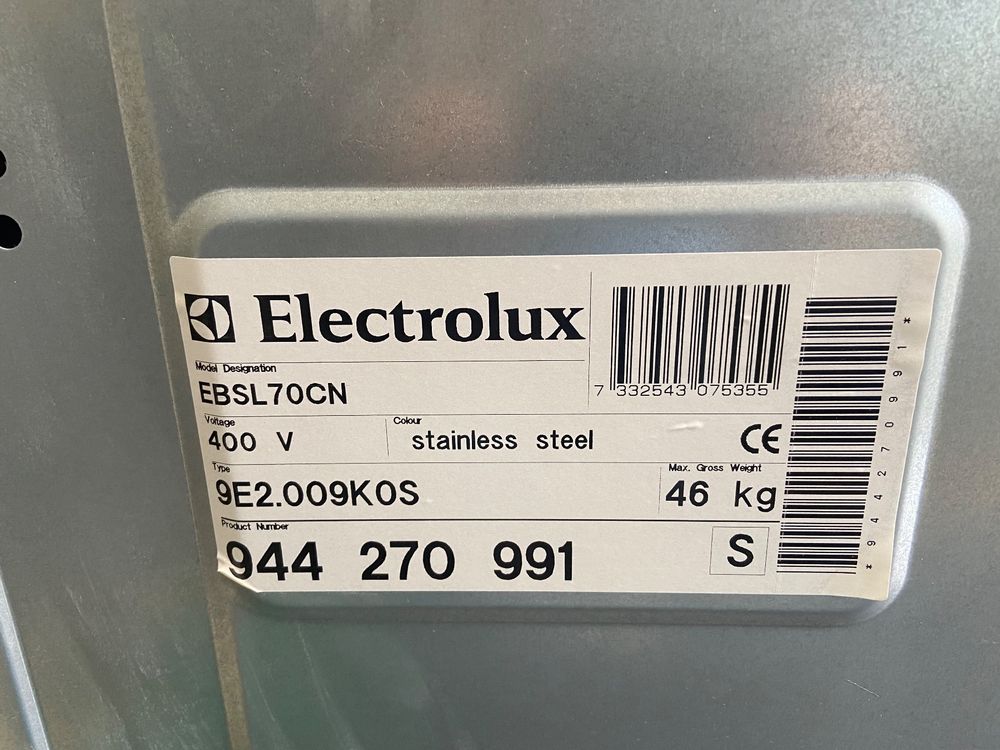 Electrolux
7 332543 075355
Model Designation
EBSL70CN
Voltage
400 V
Colour
stainless steel
CE
Type
9E2.009K0S
Max. Gross Weight
46 kg
Product Number
944 270 991
S
*944270991*